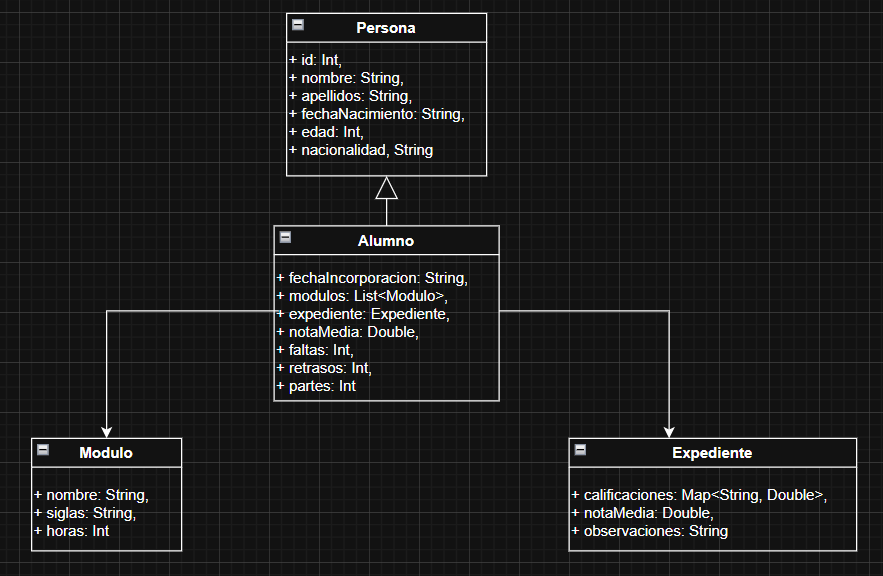 Persona
+ id: Int,
+ nombre: String,
+ apellidos: String,
+ fechaNacimiento: String,
+ edad: Int,
+ nacionalidad, String
Alumno
+ fechaIncorporacion: String,
+ modulos: List<Modulo>,
+ expediente: Expediente,
+ notaMedia: Double,
+ faltas: Int,
+ retrasos: Int,
+ partes: Int
Modulo
+ nombre: String,
+ siglas: String,
+ horas: Int
Expediente
+ calificaciones: Map<String, Double>,
+ notaMedia: Double,
+ observaciones: String